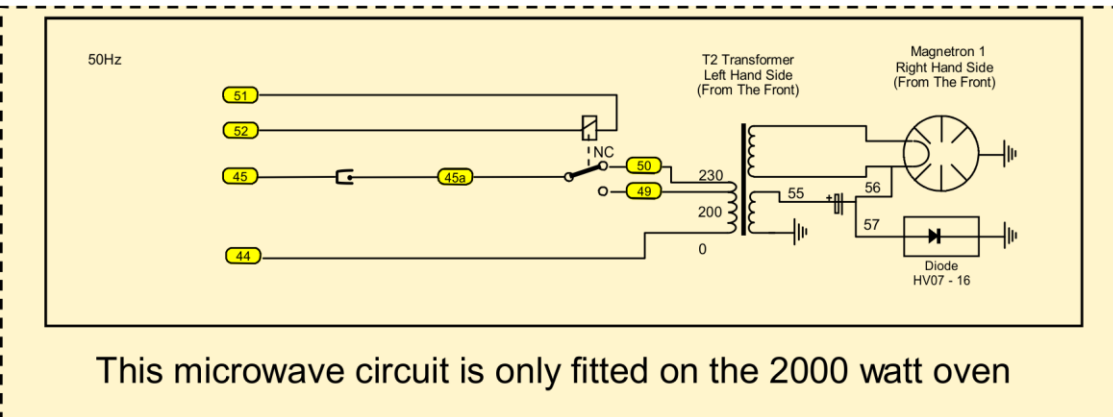 50Hz
T2 Transformer
Left Hand Side
(From The Front)
Magnetron 1
Right Hand Side
(From The Front)
51
52
NC
45
45a
50
49
230
200
0
55
56
57
44
Diode
HV07 - 16
This microwave circuit is only fitted on the 2000 watt oven